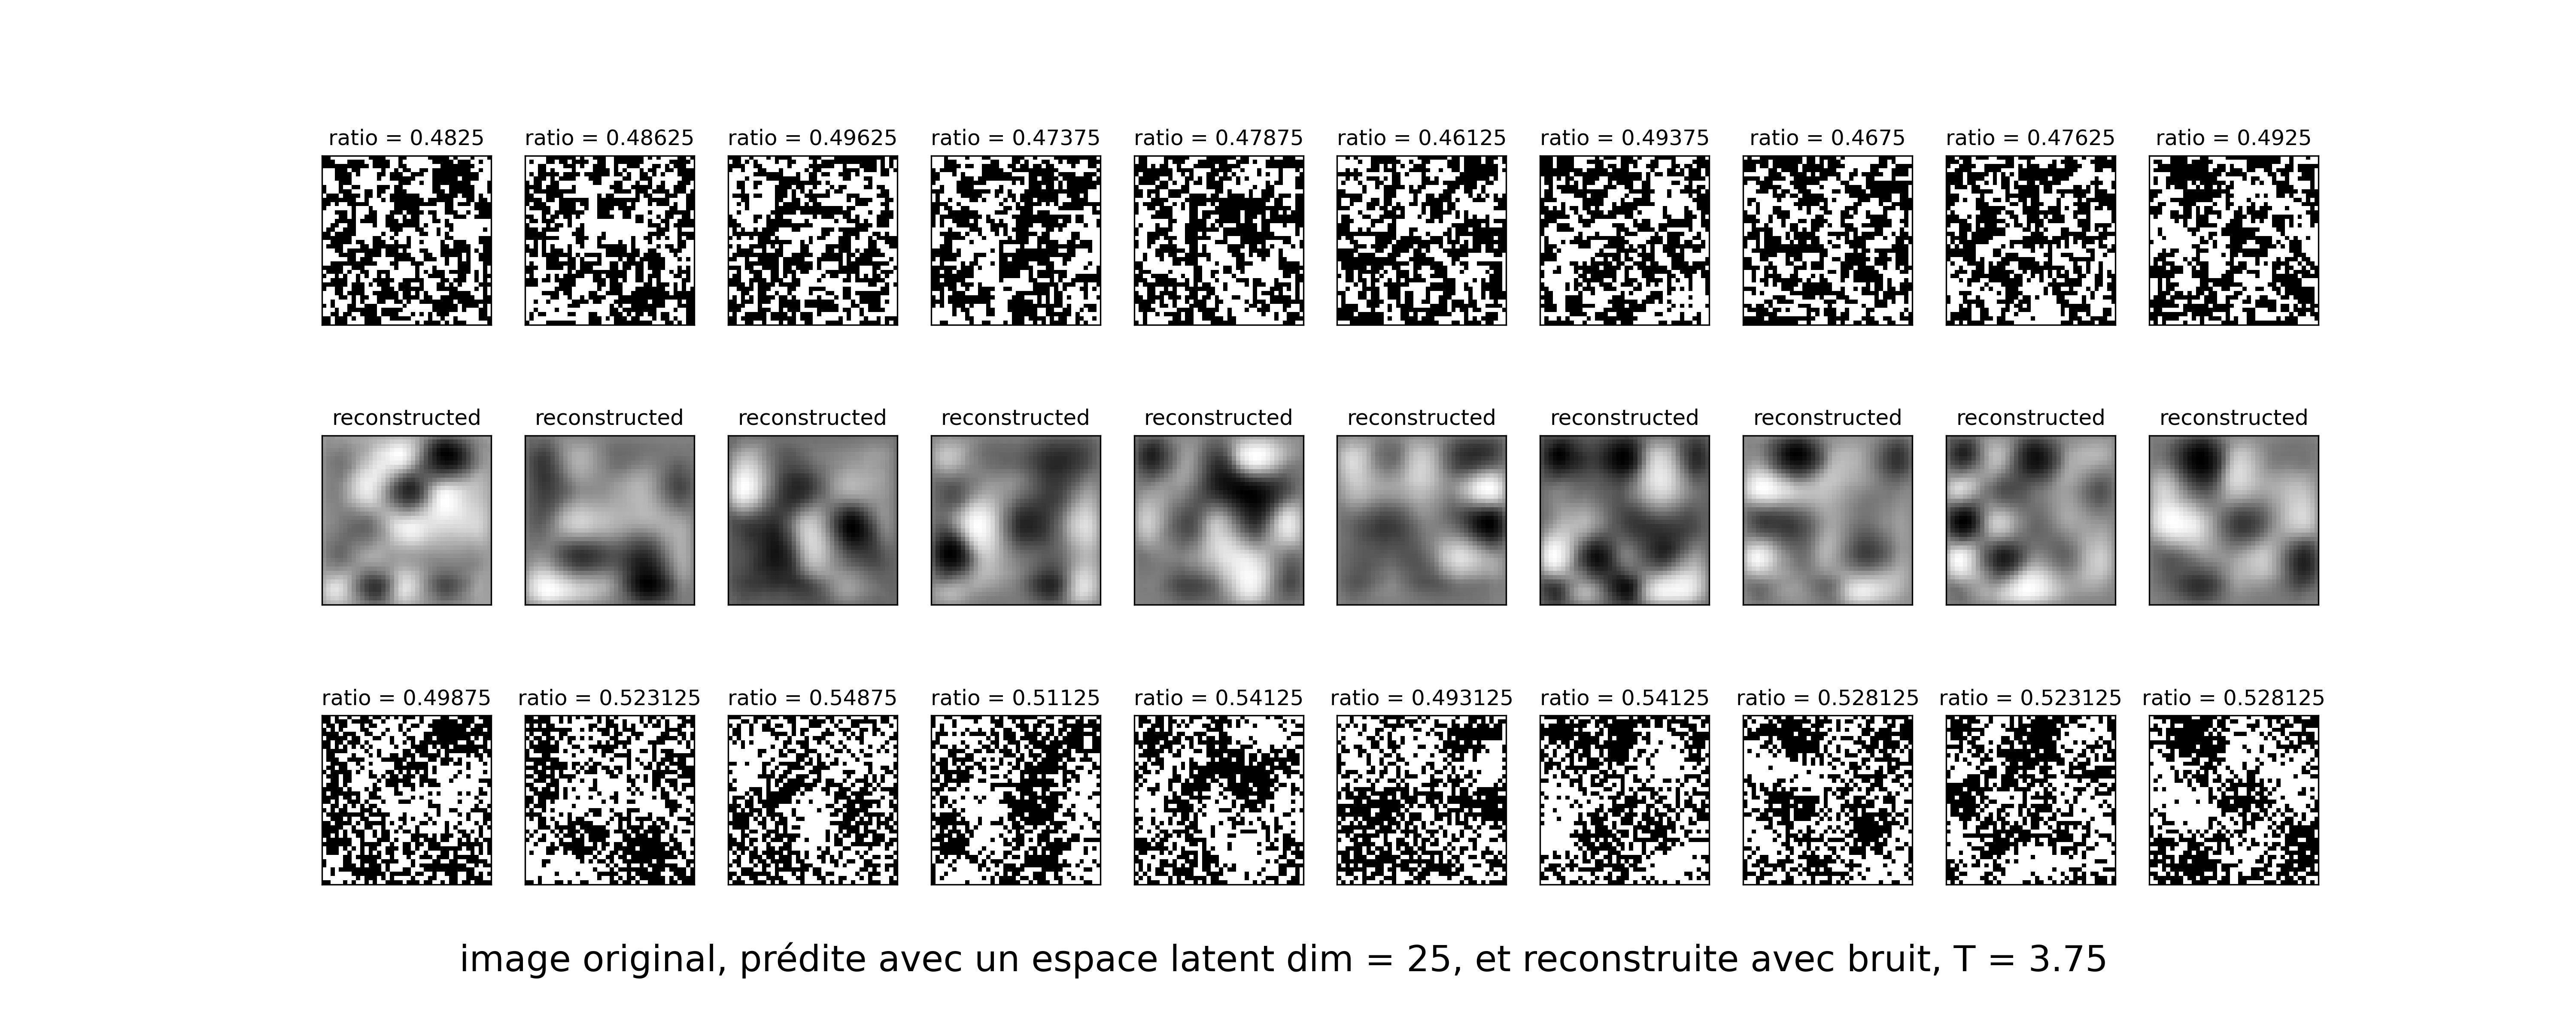 ratio = 0.4825 ratio = 0.48625 ratio = 0.49625 ratio = 0.47375 ratio = 0.47875 ratio = 0.46125 ratio = 0.49375 ratio = 0.4675 ratio = 0.47625 ratio = 0.4925
reconstructed reconstructed reconstructed reconstructed reconstructed reconstructed reconstructed reconstructed reconstructed reconstructed
ratio = 0.49875 ratio = 0.523125 ratio = 0.54875 ratio = 0.51125 ratio = 0.54125 ratio = 0.493125 ratio = 0.54125 ratio = 0.528125 ratio = 0.523125 ratio = 0.528125
image original, prédite avec un espace latent dim = 25, et reconstruite avec bruit, T = 3.75